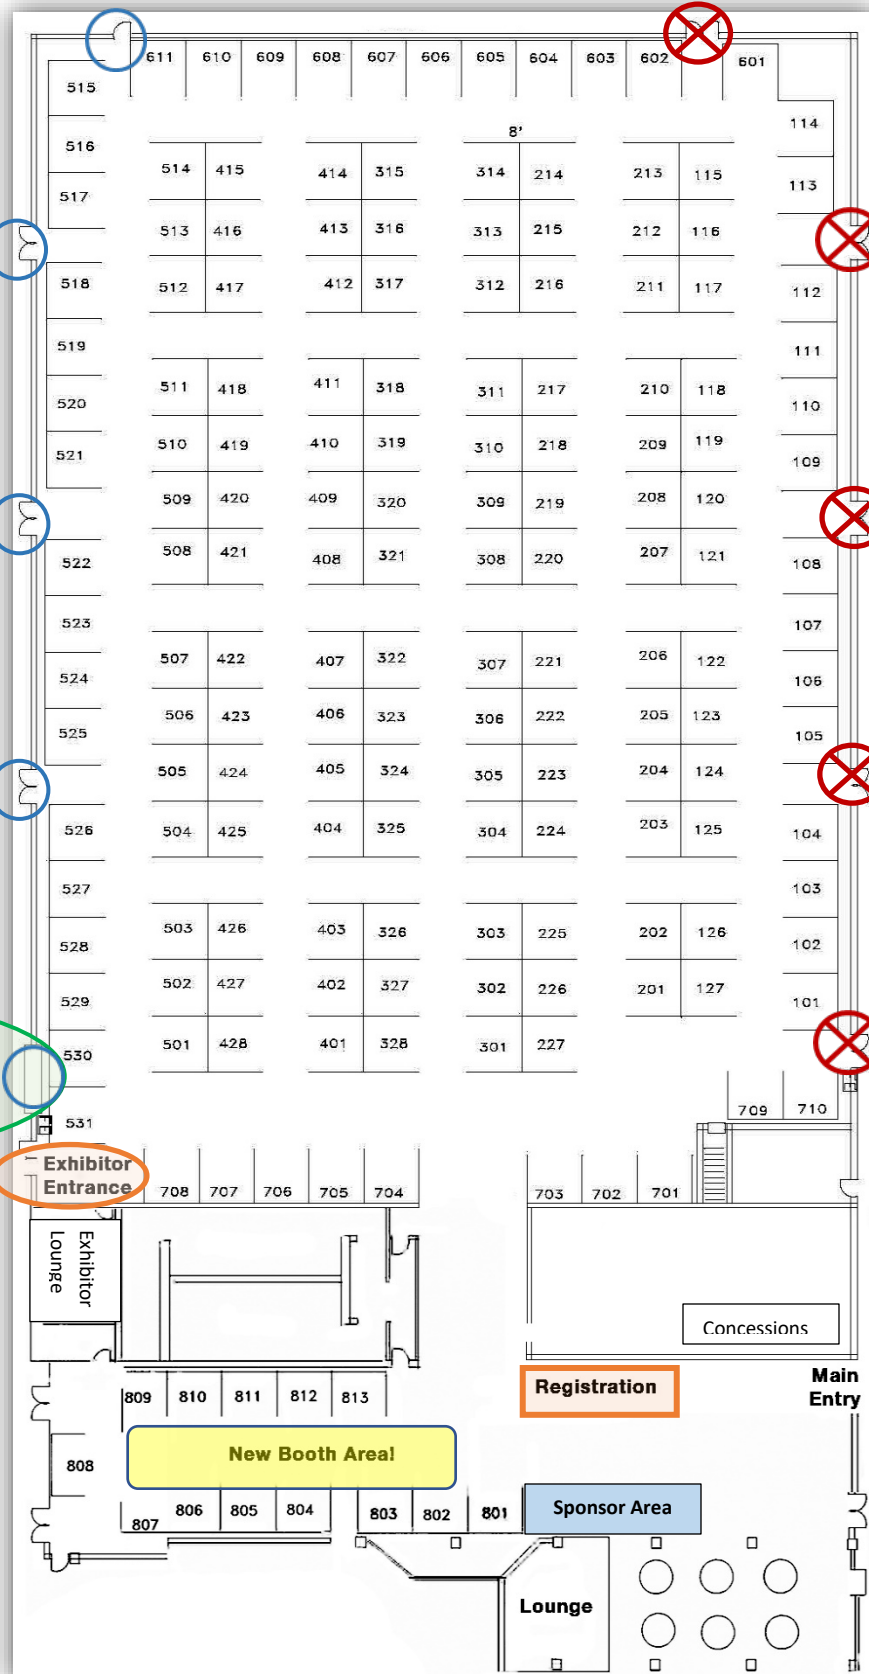 611 610 609 608 607 606 605 604 603 602 601
515
114
8'
516
514 415 414 315 314 214 213 115
113
517
513 416 413 316 313 215 212 116
518
512 417 412 317 312 216 211 117
112
519
111
511 418 411 318 311 217 210 118
520
110
510 419 410 319 310 218 209 119
521
109
509 420 409 320 309 219 208 120
508 421 408 321 308 220 207 121
522
108
523
107
507 422 407 322 307 221 206 122
524
106
506 423 406 323 306 222 205 123
525
105
505 424 405 324 305 223 204 124
526
504 425 404 325 304 224 203 125
104
527
103
503 426 403 326 303 225 202 126
528
102
502 427 402 327 302 226 201 127
529
101
501 428 401 328 301 227
530
709 710
531
Exhibitor
Entrance
708 707 706 705 704 703 702 701
Exhibitor
Lounge
Concessions
Main
Entry
Registration
809 810 811 812 813
New Booth Area!
808
807 806 805 804 803 802 801
Sponsor Area
Lounge